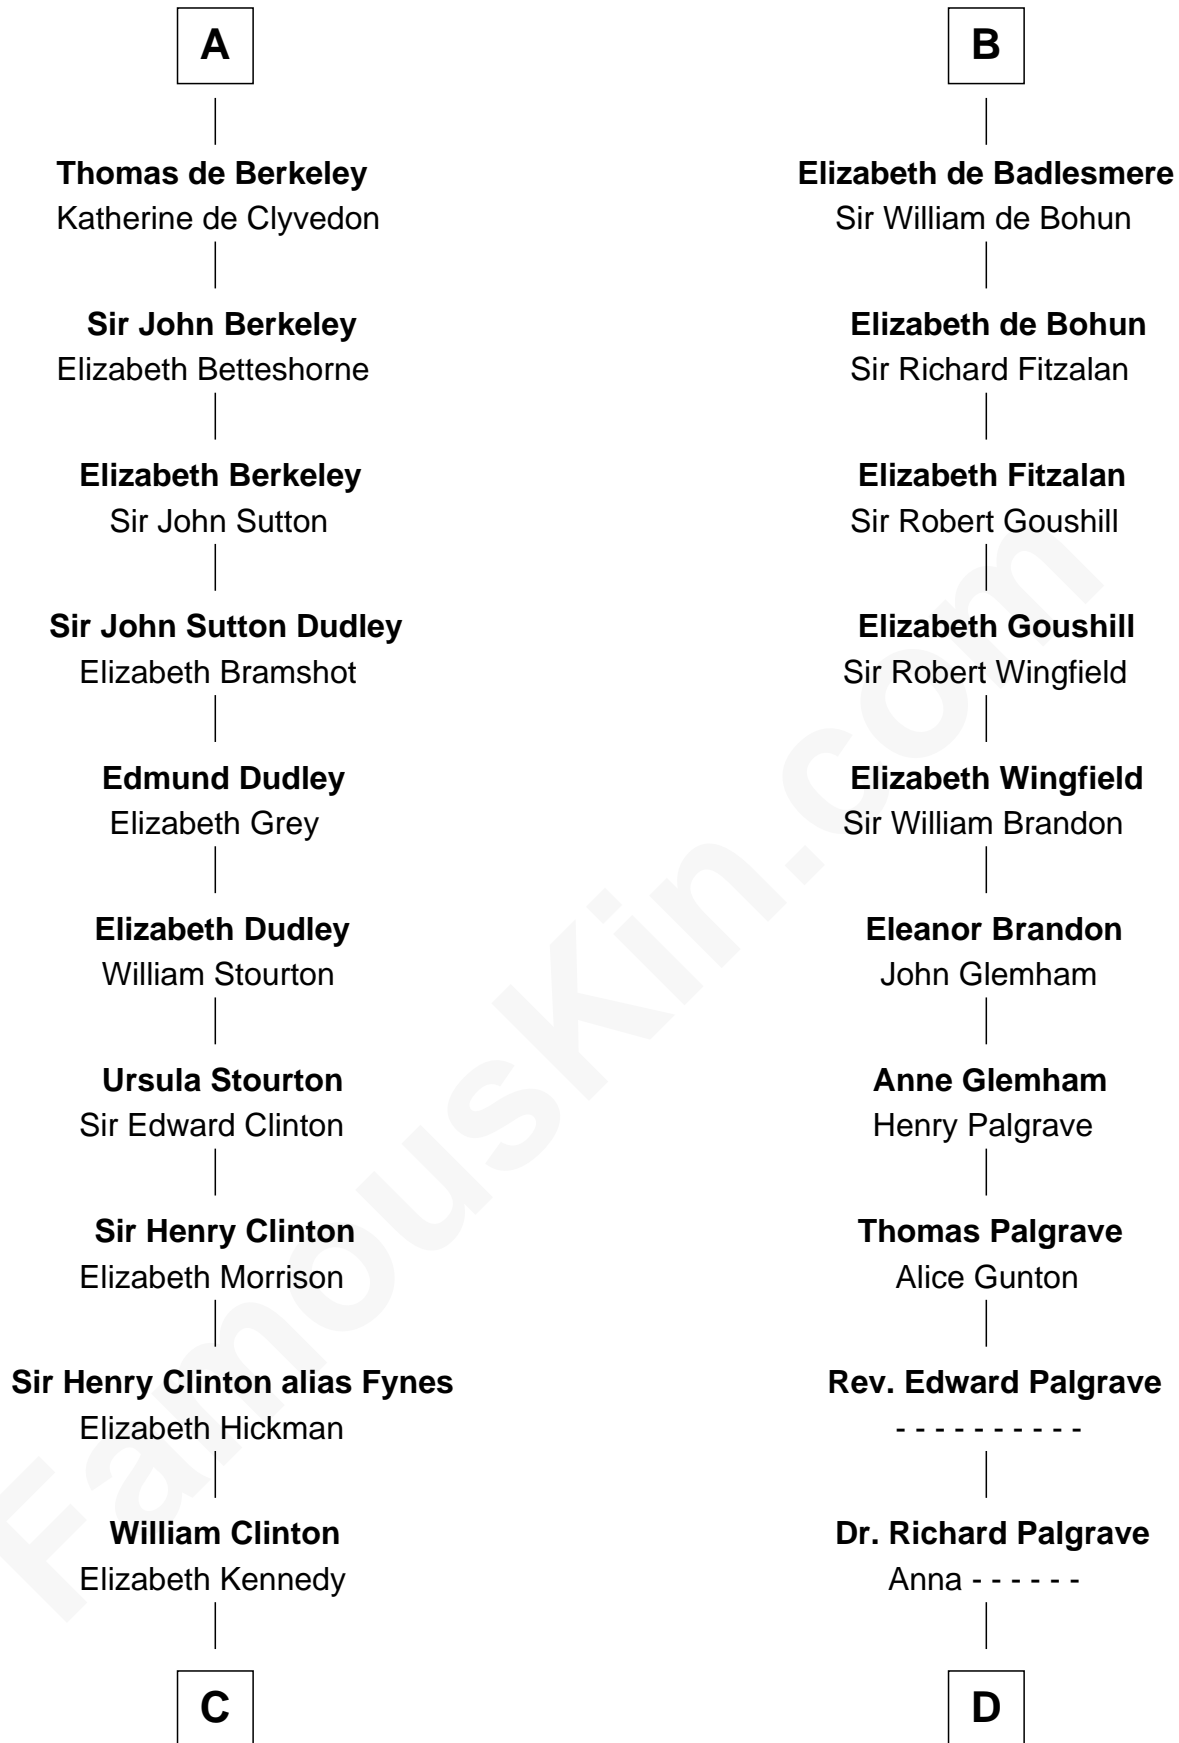 A
Thomas de Berkeley
Katherine de Clyvedon
Sir John Berkeley
Elizabeth Betteshorne
Elizabeth Berkeley
Sir John Sutton
Sir John Sutton Dudley
Elizabeth Bramshot
Edmund Dudley
Elizabeth Grey
Elizabeth Dudley
William Stourton
Ursula Stourton
Sir Edward Clinton
Sir Henry Clinton
Elizabeth Morrison
Sir Henry Clinton alias Fynes
Elizabeth Hickman
William Clinton
Elizabeth Kennedy
C
B
Elizabeth de Badlesmere
Sir William de Bohun
Elizabeth de Bohun
Sir Richard Fitzalan
Elizabeth Fitzalan
Sir Robert Goushill
Elizabeth Goushill
Sir Robert Wingfield
Elizabeth Wingfield
Sir William Brandon
Eleanor Brandon
John Glemham
Anne Glemham
Henry Palgrave
Thomas Palgrave
Alice Gunton
Rev. Edward Palgrave
- - - - - - - - - -
Dr. Richard Palgrave
Anna - - - - - -
D
FamousKin.com